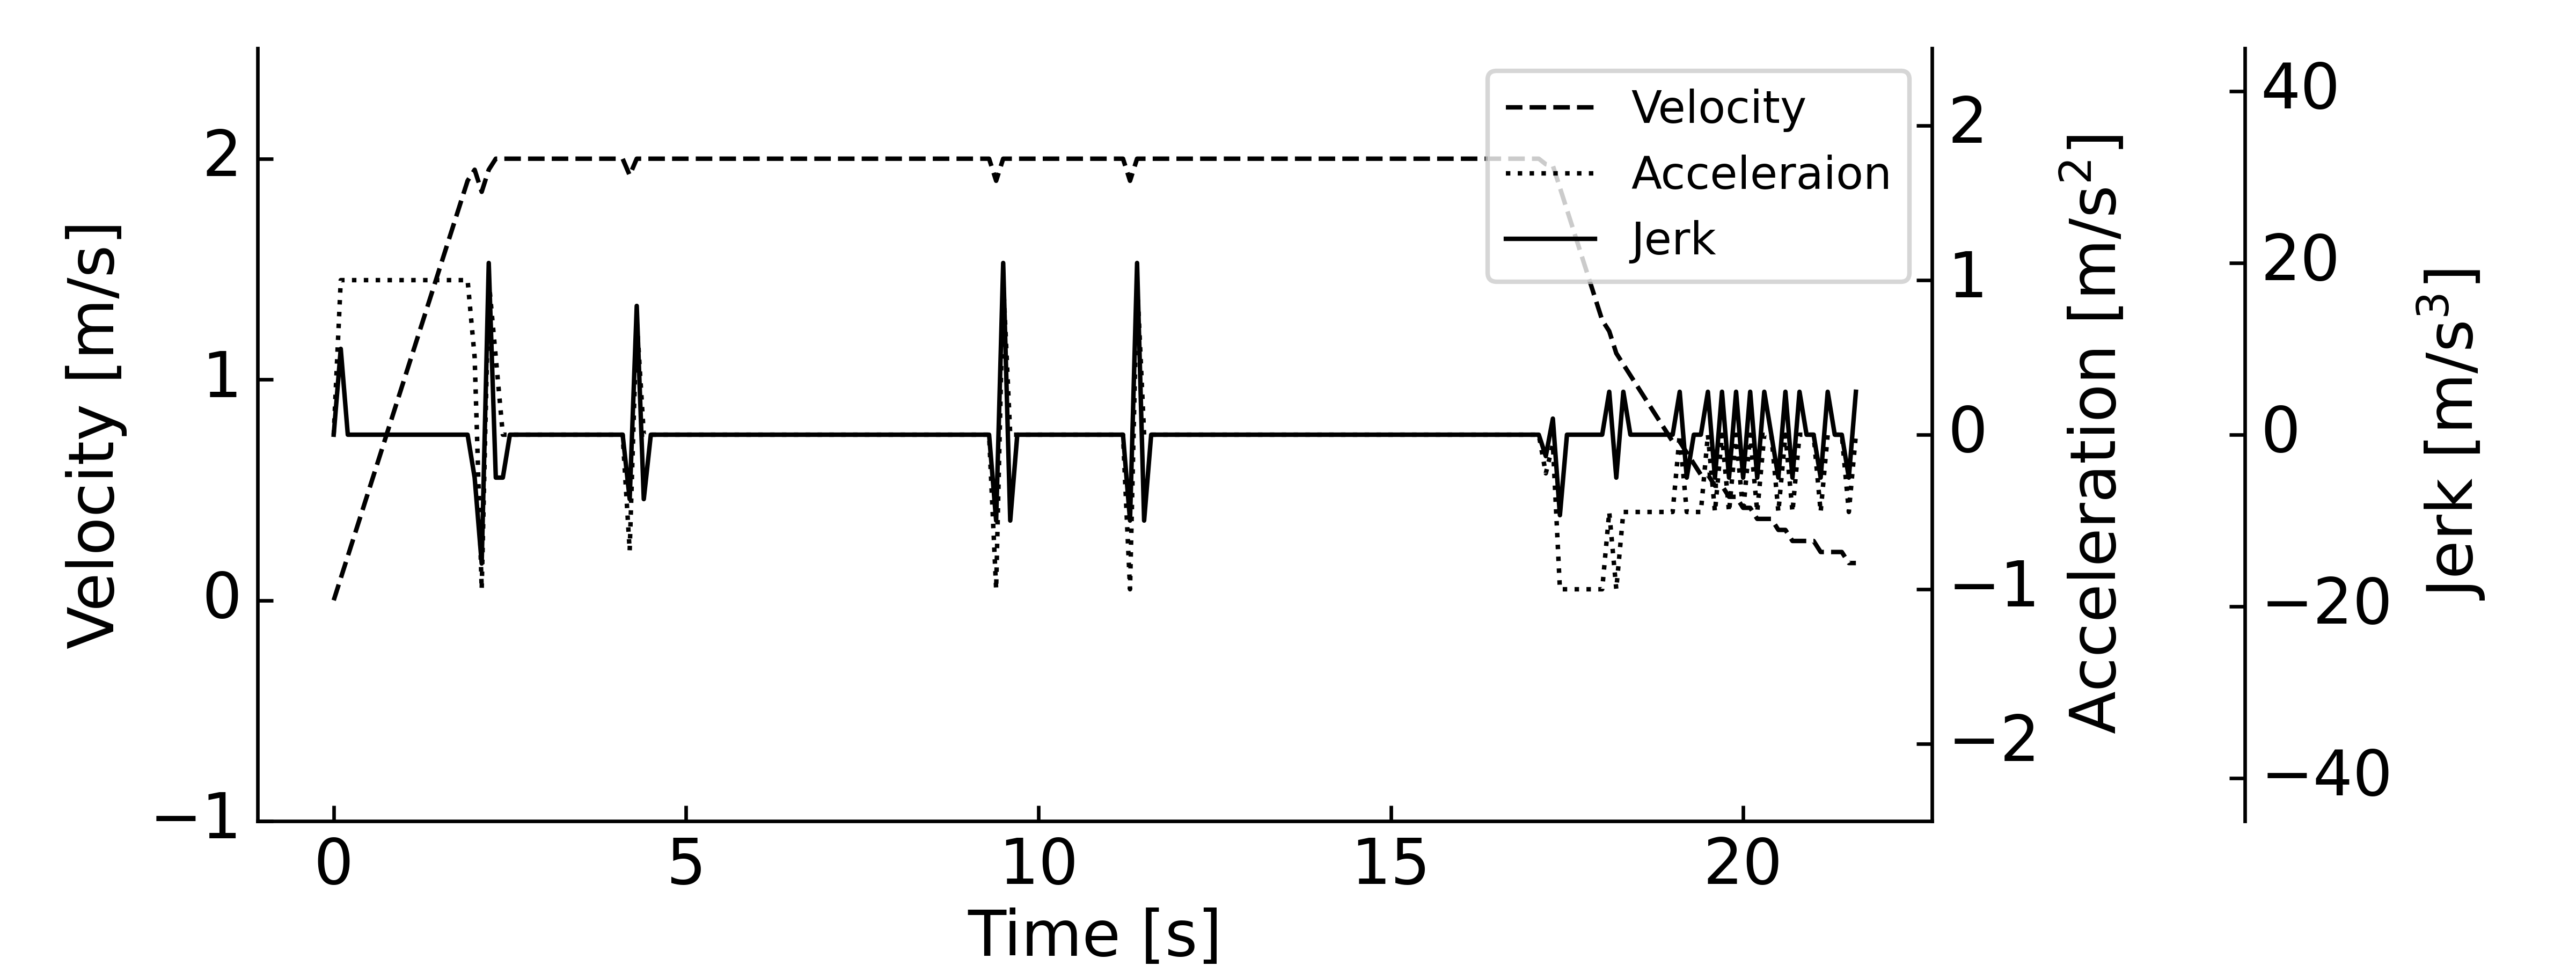 Velocity [m/s]
2
1
0
−1
0 5 10 15 20
Time [s]
Velocity
Acceleraion
Jerk
2
1
0
−1
−2
Acceleration [m/s²]
40
20
0
−20
−40
Jerk [m/s³]